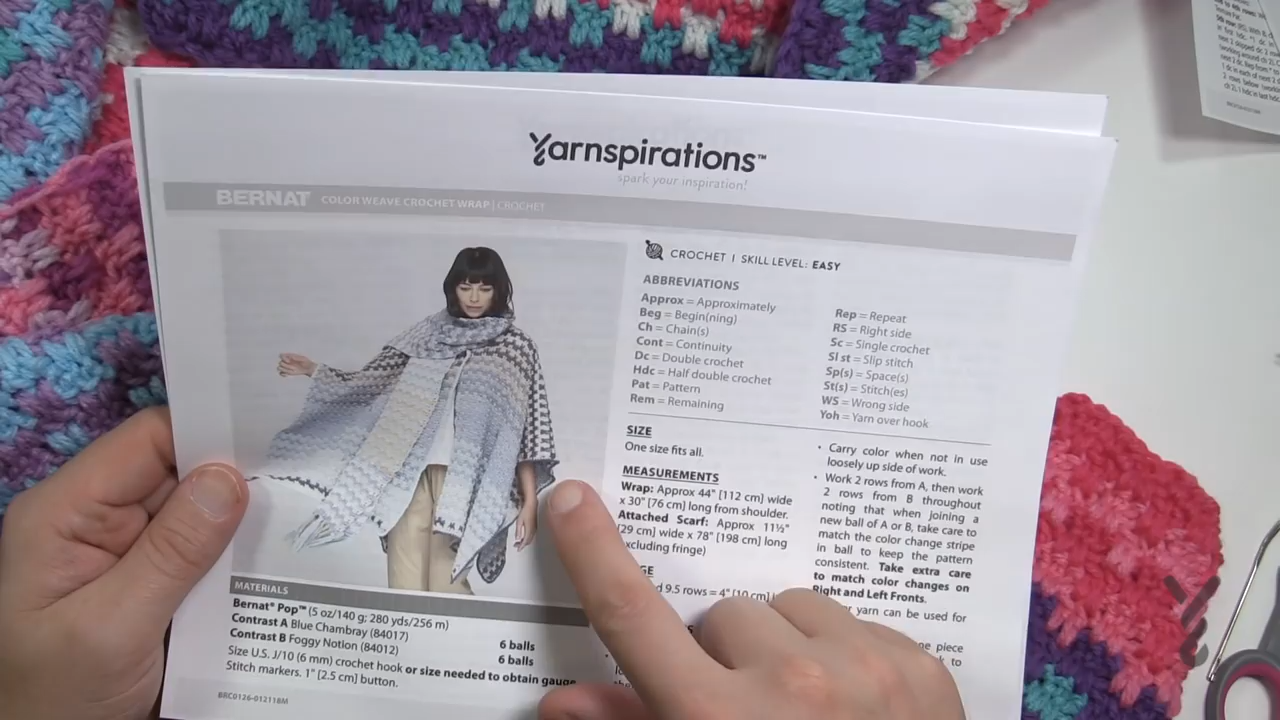 Yarnspirations™
spark your inspiration!
BERNAT COLOR WEAVE CROCHET WRAP | CROCHET
CROCHET I SKILL LEVEL: EASY
ABBREVIATIONS
Approx = Approximately
Beg = Begin(ning)
Ch = Chain(s)
Cont = Continuity
Dc = Double crochet
Hdc = Half double crochet
Pat = Pattern
Rem = Remaining
Rep = Repeat
RS = Right side
Sc = Single crochet
Sl st = Slip stitch
Sp(s) = Space(s)
St(s) = Stitch(es)
WS = Wrong side
Yoh = Yarn over hook
SIZE
One size fits all.
MEASUREMENTS
Wrap: Approx 44" [112 cm] wide
x 30" [76 cm] long from shoulder.
Attached Scarf: Approx 11½"
[29 cm] wide x 78" [198 cm] long
excluding fringe)
9.5 rows = 4" [10 cm]
• Carry color when not in use
loosely up side of work.
• Work 2 rows from A, then work
2 rows from B throughout
noting that when joining a
new ball of A or B, take care to
match the color change stripe
in ball to keep the pattern
consistent. Take extra care
to match color changes on
Right and Left Fronts.
yarn can be used for
piece
to
MATERIALS
Bernat® Pop™ (5 oz/140 g; 280 yds/256 m)
Contrast A Blue Chambray (84017) 6 balls
Contrast B Foggy Notion (84012) 6 balls
Size U.S. J/10 (6 mm) crochet hook or size needed to obtain gauge.
Stitch markers. 1" [2.5 cm] button.
BRC0126-012118M